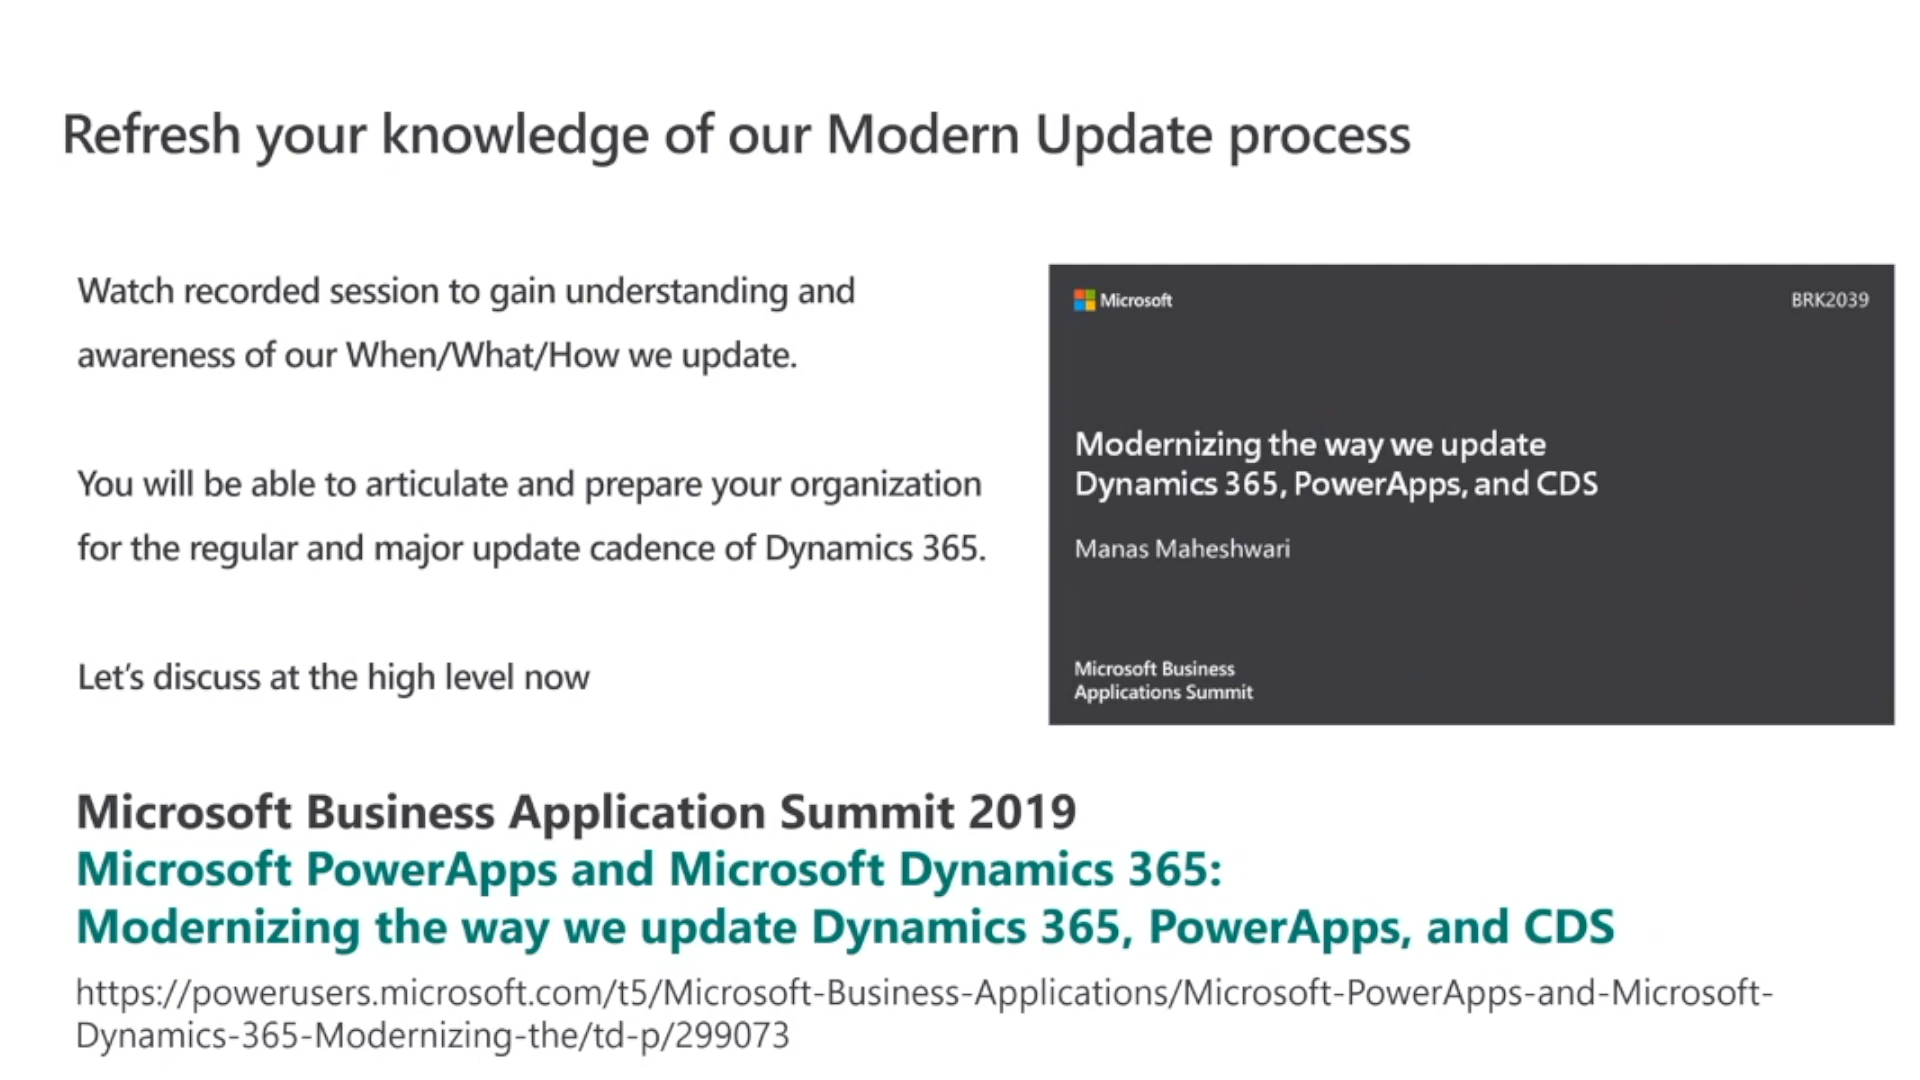 Refresh your knowledge of our Modern Update process
Watch recorded session to gain understanding and
awareness of our When/What/How we update.
You will be able to articulate and prepare your organization
for the regular and major update cadence of Dynamics 365.
Let's discuss at the high level now
Microsoft
BRK2039
Modernizing the way we update
Dynamics 365, PowerApps, and CDS
Manas Maheshwari
Microsoft Business
Applications Summit
Microsoft Business Application Summit 2019
Microsoft PowerApps and Microsoft Dynamics 365:
Modernizing the way we update Dynamics 365, PowerApps, and CDS
https://powerusers.microsoft.com/t5/Microsoft-Business-Applications/Microsoft-PowerApps-and-Microsoft-
Dynamics-365-Modernizing-the/td-p/299073